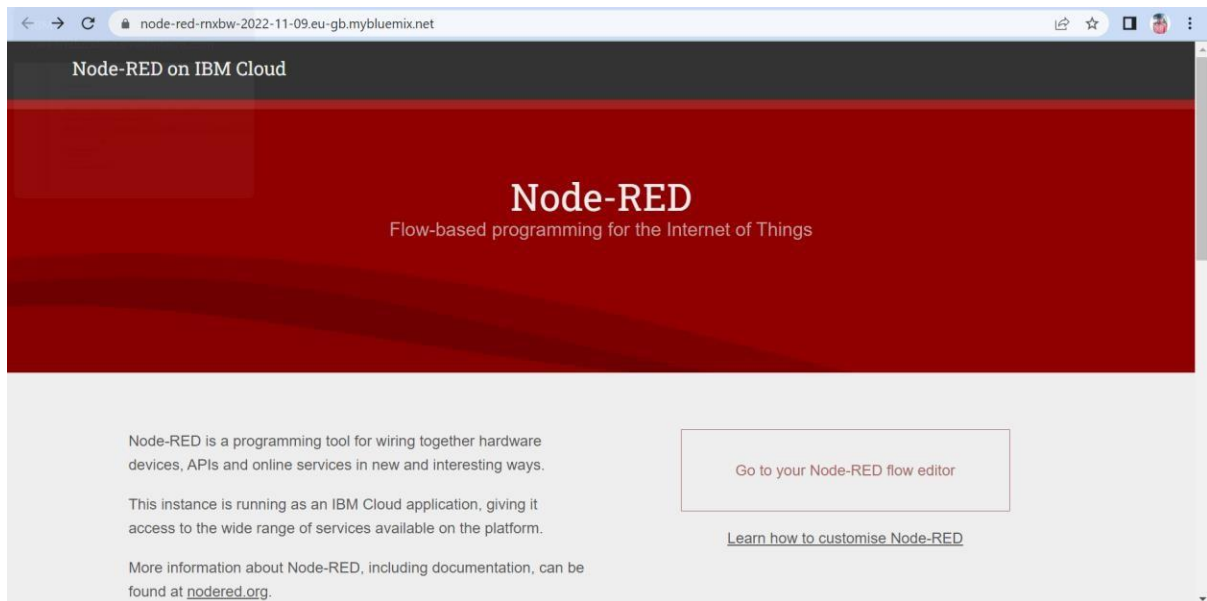 node-red-rnxbw-2022-11-09.eu-gb.mybluemix.net
Node-RED on IBM Cloud
Node-RED
Flow-based programming for the Internet of Things
Node-RED is a programming tool for wiring together hardware
devices, APIs and online services in new and interesting ways.
This instance is running as an IBM Cloud application, giving it
access to the wide range of services available on the platform.
More information about Node-RED, including documentation, can be
found at nodered.org.
Go to your Node-RED flow editor
Learn how to customise Node-RED